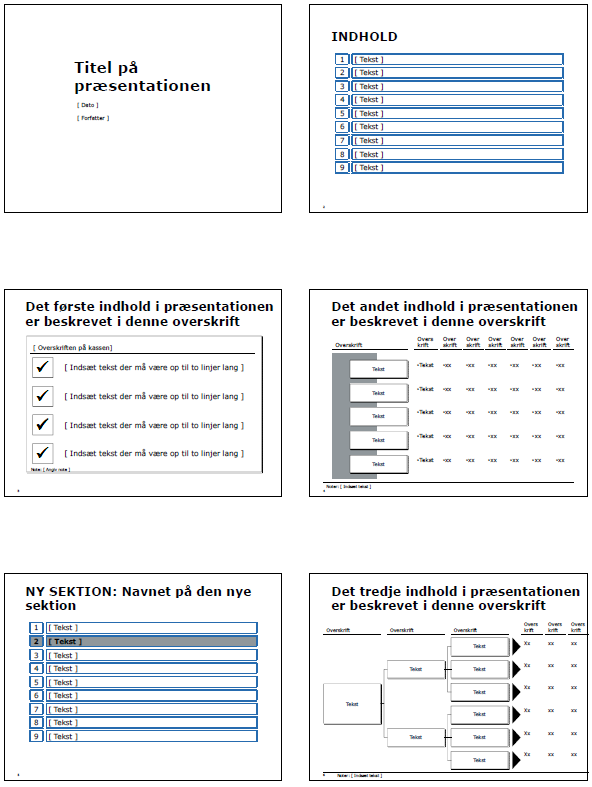 Titel på
præsentationen
[ Dato ]
[ Forfatter ]
INDHOLD
1 [ Tekst ]
2 [ Tekst ]
3 [ Tekst ]
4 [ Tekst ]
5 [ Tekst ]
6 [ Tekst ]
7 [ Tekst ]
8 [ Tekst ]
9 [ Tekst ]
Det første indhold i præsentationen
er beskrevet i denne overskrift
[ Overskriften på kassen]
[ Indsæt tekst der må være op til to linjer lang ]
[ Indsæt tekst der må være op til to linjer lang ]
[ Indsæt tekst der må være op til to linjer lang ]
[ Indsæt tekst der må være op til to linjer lang ]
Note: [ Angiv note ]
Det andet indhold i præsentationen
er beskrevet i denne overskrift
Overs Over Over Over Over Over Over
Overskrift krift skrift skrift skrift skrift skrift skrift
Tekst •Tekst •xx •xx •xx •xx •xx •xx
Tekst •Tekst •xx •xx •xx •xx •xx •xx
Tekst •Tekst •xx •xx •xx •xx •xx •xx
Tekst •Tekst •xx •xx •xx •xx •xx •xx
Tekst •Tekst •xx •xx •xx •xx •xx •xx
Noter: [ Indsæt tekst ]
NY SEKTION: Navnet på den nye
sektion
1 [ Tekst ]
2 [ Tekst ]
3 [ Tekst ]
4 [ Tekst ]
5 [ Tekst ]
6 [ Tekst ]
7 [ Tekst ]
8 [ Tekst ]
9 [ Tekst ]
Det tredje indhold i præsentationen
er beskrevet i denne overskrift
Overs Overs Overs
Overskrift Overskrift Overskrift krift krift krift
Tekst Xx xx xx
Tekst Tekst Xx xx xx
Tekst Xx xx xx
Tekst
Tekst Xx xx xx
Tekst Tekst Xx xx xx
Tekst Xx xx xx
Noter: [ Indsæt tekst ]